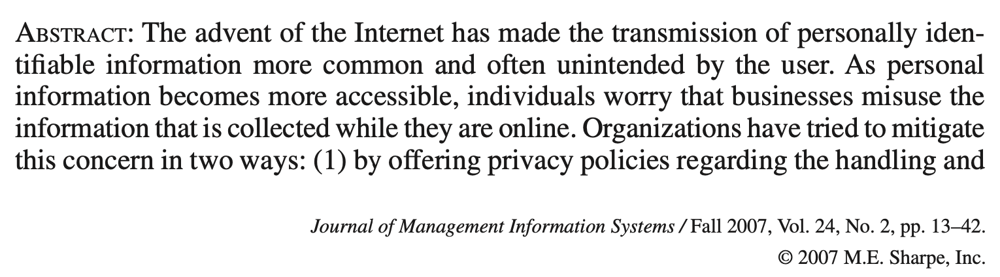 ABSTRACT: The advent of the Internet has made the transmission of personally iden-
tifiable information more common and often unintended by the user. As personal
information becomes more accessible, individuals worry that businesses misuse the
information that is collected while they are online. Organizations have tried to mitigate
this concern in two ways: (1) by offering privacy policies regarding the handling and
Journal of Management Information Systems / Fall 2007, Vol. 24, No. 2, pp. 13–42.
© 2007 M.E. Sharpe, Inc.